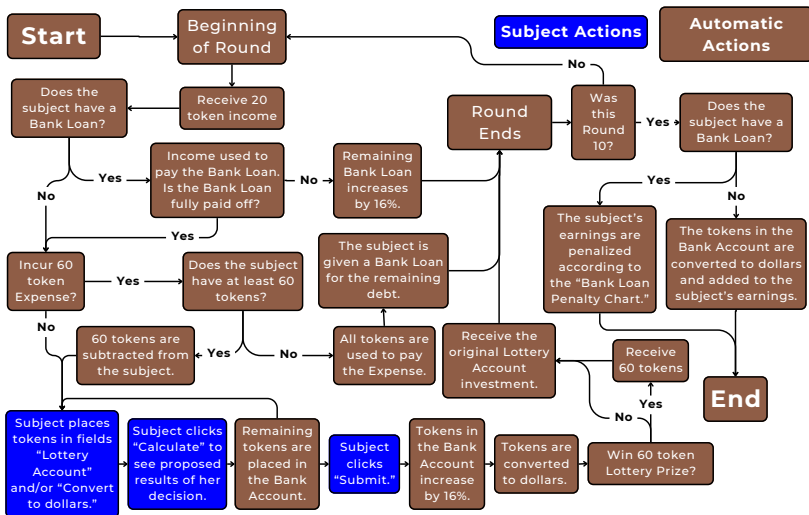 Start
Beginning
of Round
Subject Actions
Automatic
Actions
No
Does the
subject have a
Bank Loan?
Receive 20
token income
Round
Ends
Was
this
Round
10?
Yes
Does the
subject have a
Bank Loan?
Yes
Income used to
pay the Bank Loan.
Is the Bank Loan
fully paid off?
No
Remaining
Bank Loan
increases
by 16%.
No
Yes
Yes
No
The subject's
earnings are
penalized
according to
the “Bank Loan
Penalty Chart.”
The tokens in the
Bank Account are
converted to dollars
and added to the
subject's earnings.
Incur 60
token
Expense?
Yes
Does the subject
have at least 60
tokens?
The subject is
given a Bank Loan
for the remaining
debt.
No
60 tokens are
subtracted from
the subject.
Yes
No
All tokens are
used to pay
the Expense.
Receive the
original Lottery
Account
investment.
Receive
60 tokens
End
No
Yes
Subject places
tokens in fields
“Lottery
Account”
and/or “Convert
to dollars.”
Subject clicks
“Calculate” to
see proposed
results of her
decision.
Remaining
tokens are
placed in
the Bank
Account.
Subject
clicks
“Submit.”
Tokens in
the Bank
Account
increase
by 16%.
Tokens are
converted
to dollars.
Win 60 token
Lottery Prize?